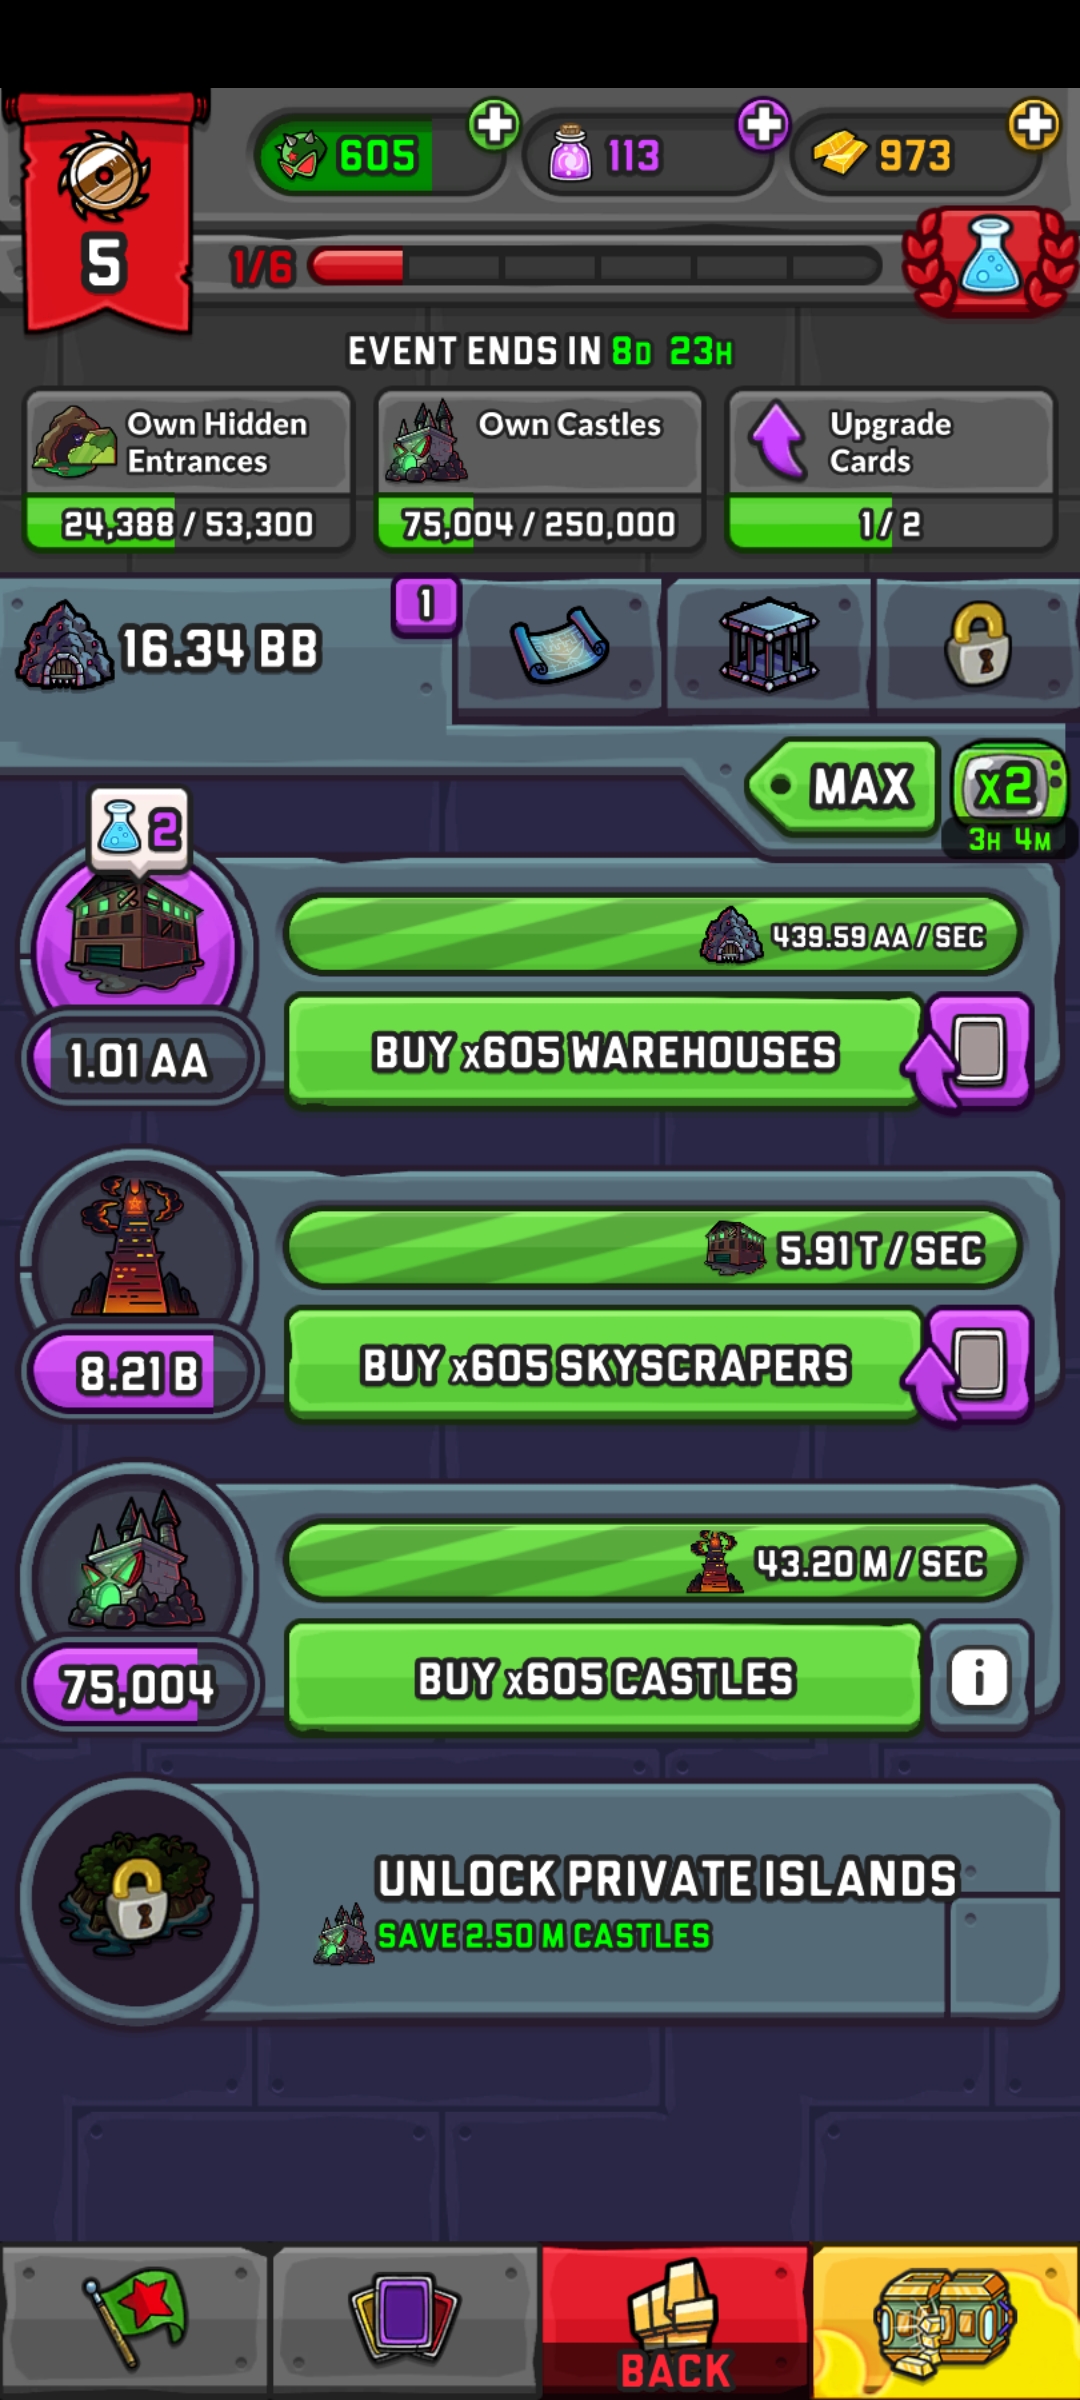 605
113
973
5
1/6
EVENT ENDS IN 8D 23H
Own Hidden
Entrances
24,388 / 53,300
Own Castles
75,004 / 250,000
Upgrade
Cards
1 / 2
16.34 BB
1
MAX
x2
3H 4M
2
439.59 AA / SEC
1.01 AA
BUY x605 WAREHOUSES
5.91 T / SEC
8.21 B
BUY x605 SKYSCRAPERS
43.20 M / SEC
75,004
BUY x605 CASTLES
i
UNLOCK PRIVATE ISLANDS
SAVE 2.50 M CASTLES
BACK